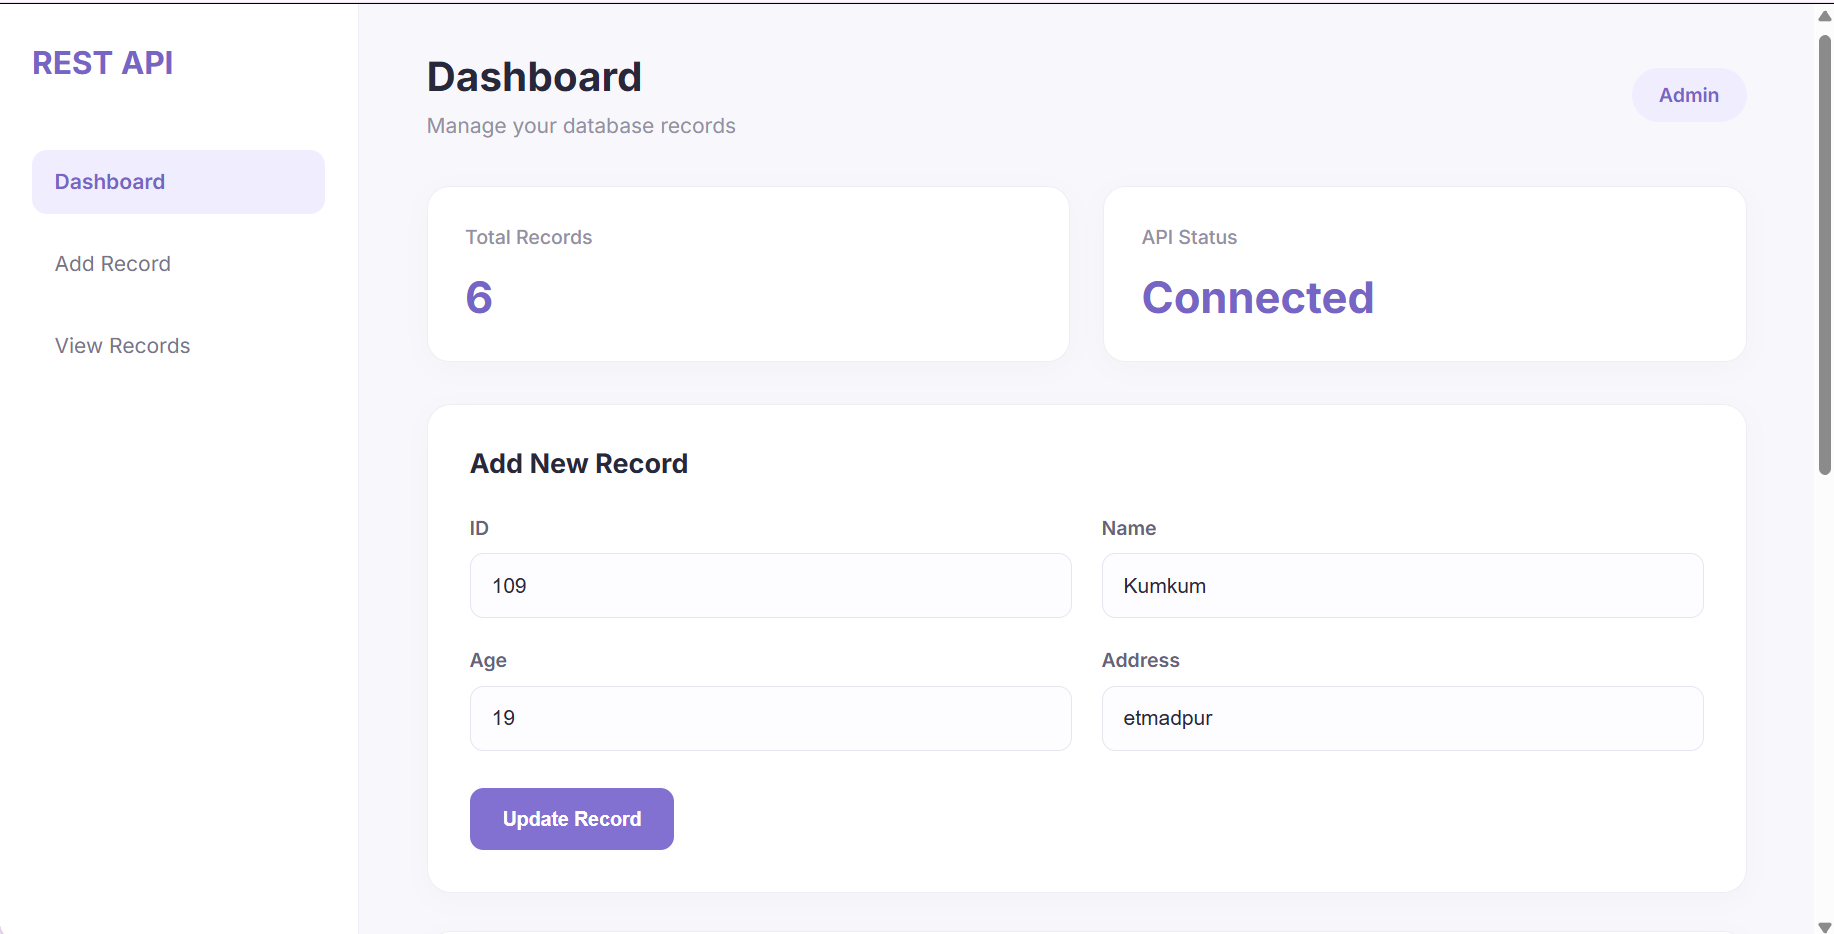 REST API
Dashboard
Add Record
View Records
Dashboard
Manage your database records
Admin
Total Records
6
API Status
Connected
Add New Record
ID
109
Name
Kumkum
Age
19
Address
etmadpur
Update Record